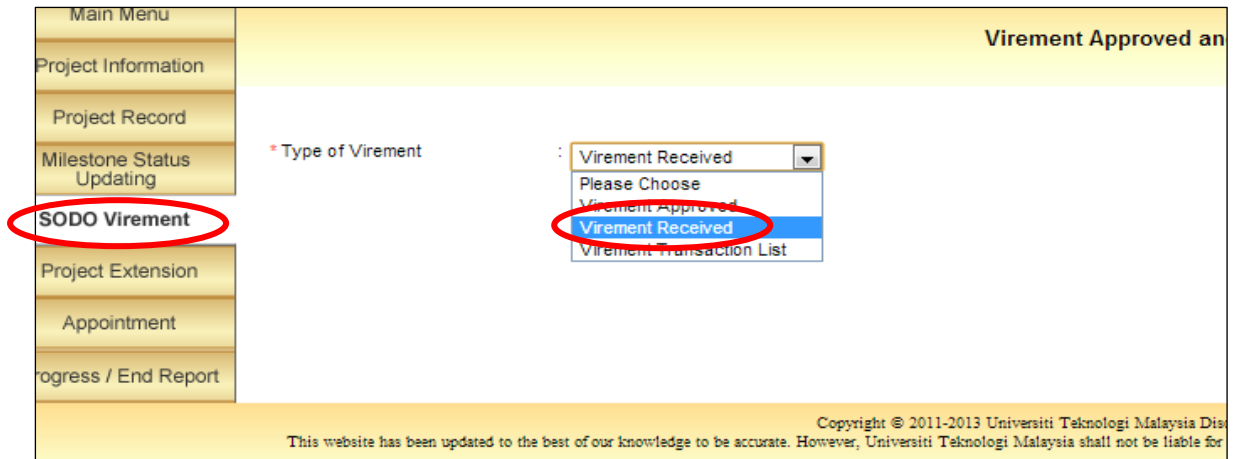 Main Menu
Virement Approved an
Project Information
Project Record
* Type of Virement : Virement Received
Milestone Status
Updating
Please Choose
Virement Approved
SODO Virement
Virement Received
Virement Transaction List
Project Extension
Appointment
rogress / End Report
Copyright © 2011-2013 Universiti Teknologi Malaysia Dis
This website has been updated to the best of our knowledge to be accurate. However, Universiti Teknologi Malaysia shall not be liable for